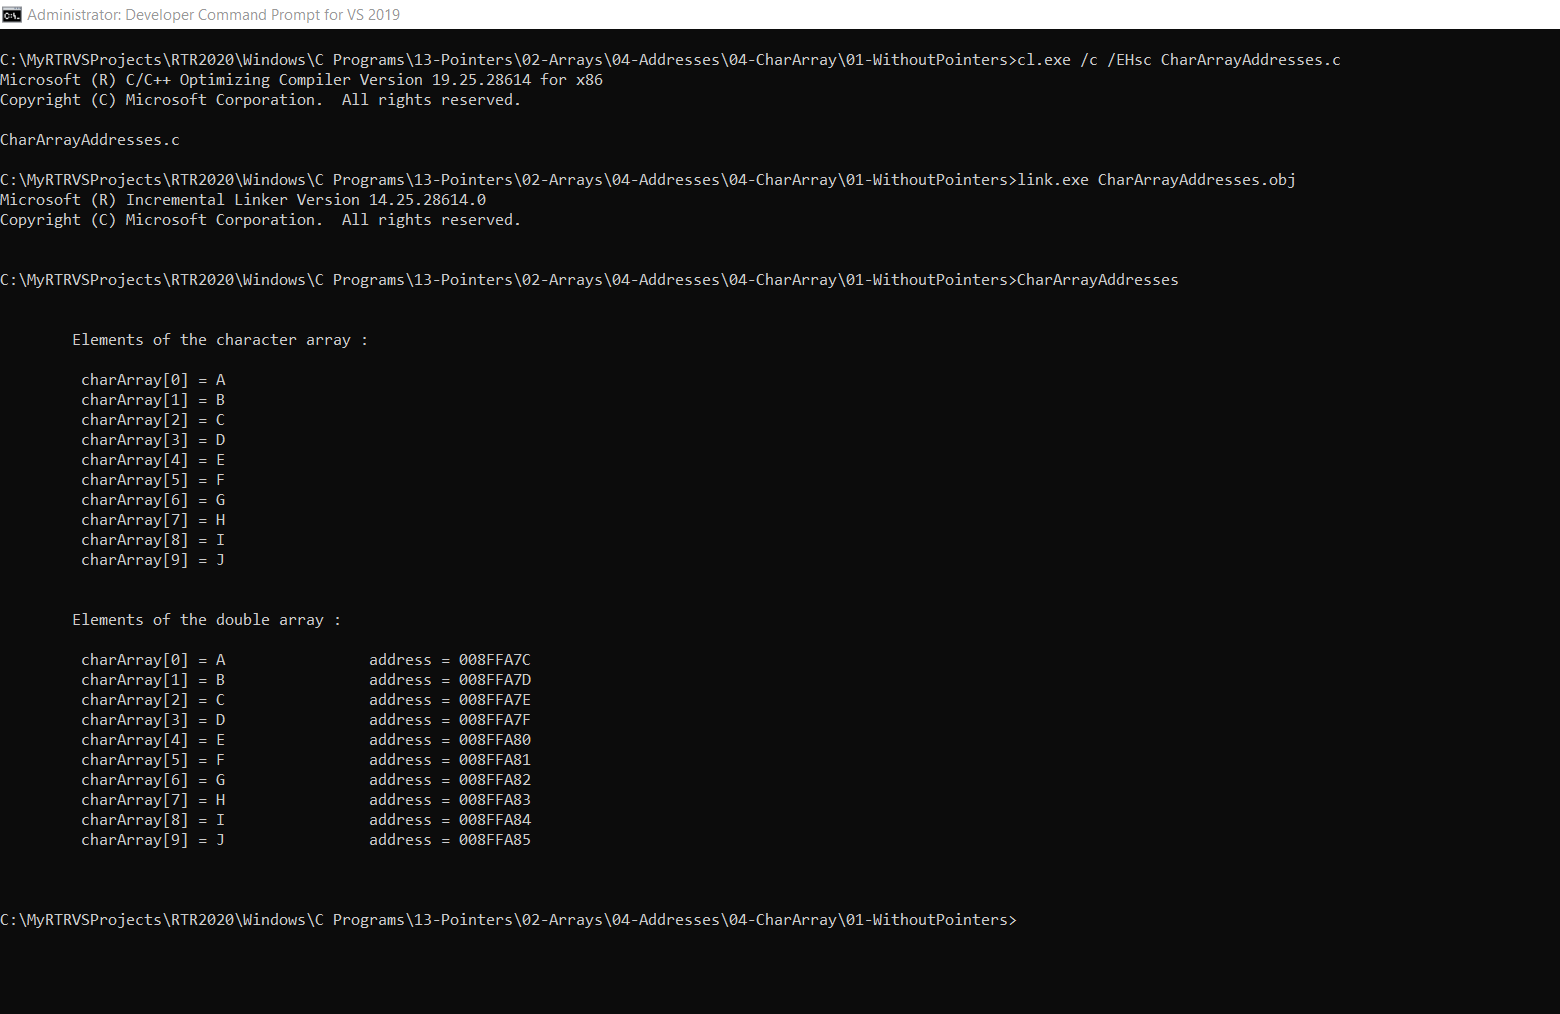 Administrator: Developer Command Prompt for VS 2019
C:\MyRTRVSProjects\RTR2020\Windows\C Programs\13-Pointers\02-Arrays\04-Addresses\04-CharArray\01-WithoutPointers>cl.exe /c /EHsc CharArrayAddresses.c
Microsoft (R) C/C++ Optimizing Compiler Version 19.25.28614 for x86
Copyright (C) Microsoft Corporation.  All rights reserved.
CharArrayAddresses.c
C:\MyRTRVSProjects\RTR2020\Windows\C Programs\13-Pointers\02-Arrays\04-Addresses\04-CharArray\01-WithoutPointers>link.exe CharArrayAddresses.obj
Microsoft (R) Incremental Linker Version 14.25.28614.0
Copyright (C) Microsoft Corporation.  All rights reserved.
C:\MyRTRVSProjects\RTR2020\Windows\C Programs\13-Pointers\02-Arrays\04-Addresses\04-CharArray\01-WithoutPointers>CharArrayAddresses
Elements of the character array :
charArray[0] = A
charArray[1] = B
charArray[2] = C
charArray[3] = D
charArray[4] = E
charArray[5] = F
charArray[6] = G
charArray[7] = H
charArray[8] = I
charArray[9] = J
Elements of the double array :
charArray[0] = A                address = 008FFA7C
charArray[1] = B                address = 008FFA7D
charArray[2] = C                address = 008FFA7E
charArray[3] = D                address = 008FFA7F
charArray[4] = E                address = 008FFA80
charArray[5] = F                address = 008FFA81
charArray[6] = G                address = 008FFA82
charArray[7] = H                address = 008FFA83
charArray[8] = I                address = 008FFA84
charArray[9] = J                address = 008FFA85
C:\MyRTRVSProjects\RTR2020\Windows\C Programs\13-Pointers\02-Arrays\04-Addresses\04-CharArray\01-WithoutPointers>